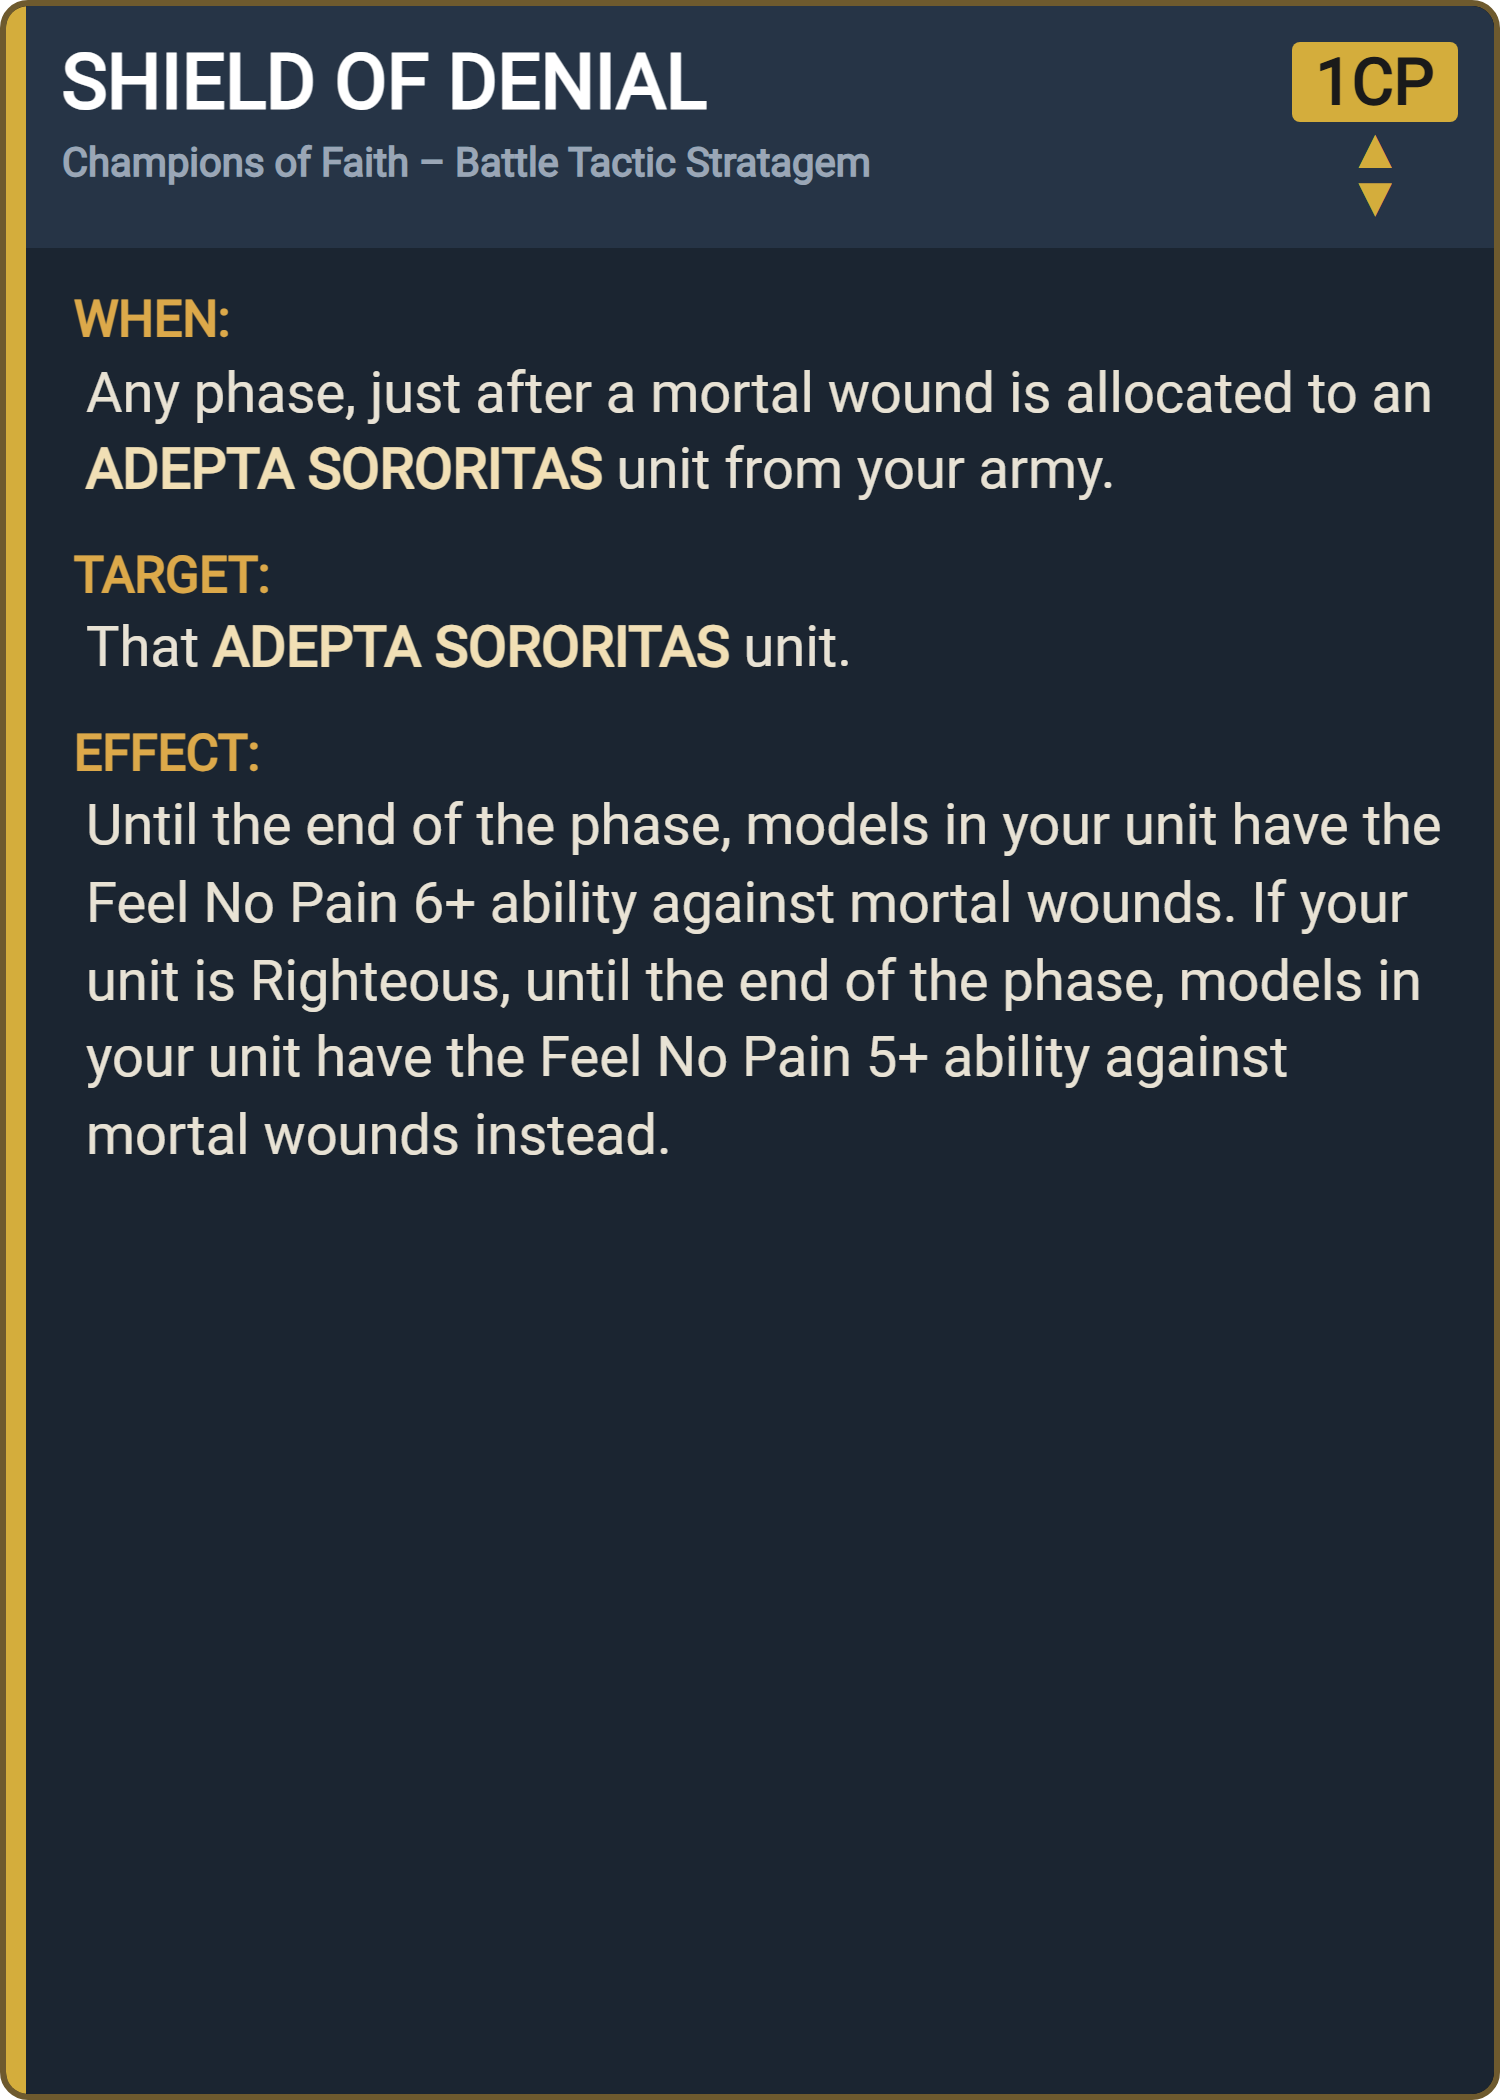 SHIELD OF DENIAL
1CP
Champions of Faith – Battle Tactic Stratagem
▲
▼
WHEN:
Any phase, just after a mortal wound is allocated to an
ADEPTA SORORITAS unit from your army.
TARGET:
That ADEPTA SORORITAS unit.
EFFECT:
Until the end of the phase, models in your unit have the
Feel No Pain 6+ ability against mortal wounds. If your
unit is Righteous, until the end of the phase, models in
your unit have the Feel No Pain 5+ ability against
mortal wounds instead.